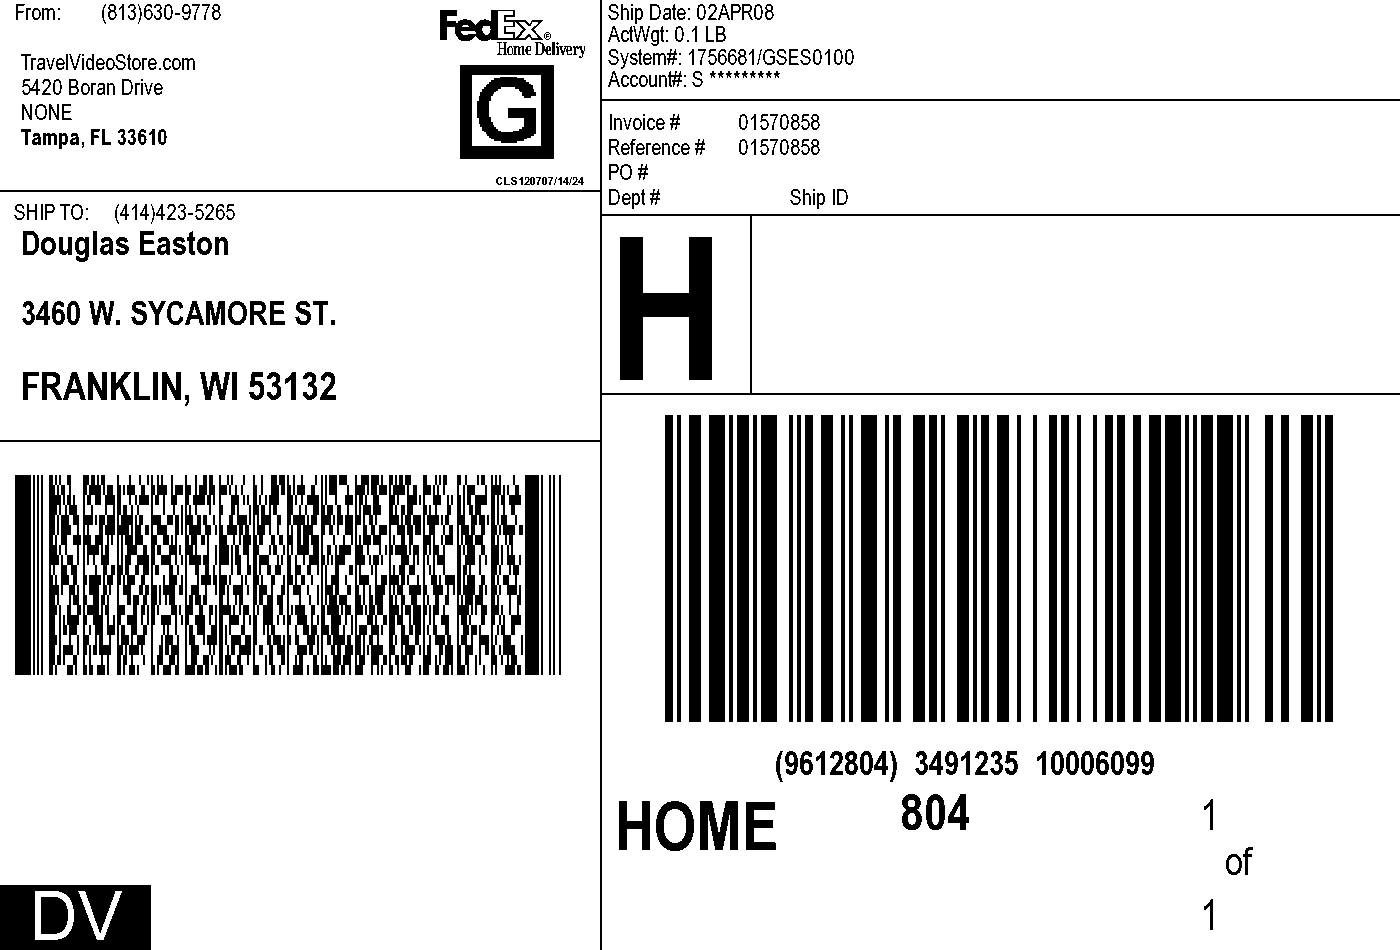 From: (813)630-9778
TravelVideoStore.com
5420 Boran Drive
NONE
Tampa, FL 33610
FedEx®
Home Delivery
G
CLS120707/14/24
Ship Date: 02APR08
ActWgt: 0.1 LB
System#: 1756681/GSES0100
Account#: S *********
Invoice # 01570858
Reference # 01570858
PO #
Dept # Ship ID
SHIP TO: (414)423-5265
Douglas Easton
3460 W. SYCAMORE ST.
FRANKLIN, WI 53132
H
(9612804) 3491235 10006099
HOME 804 1
of
1
DV